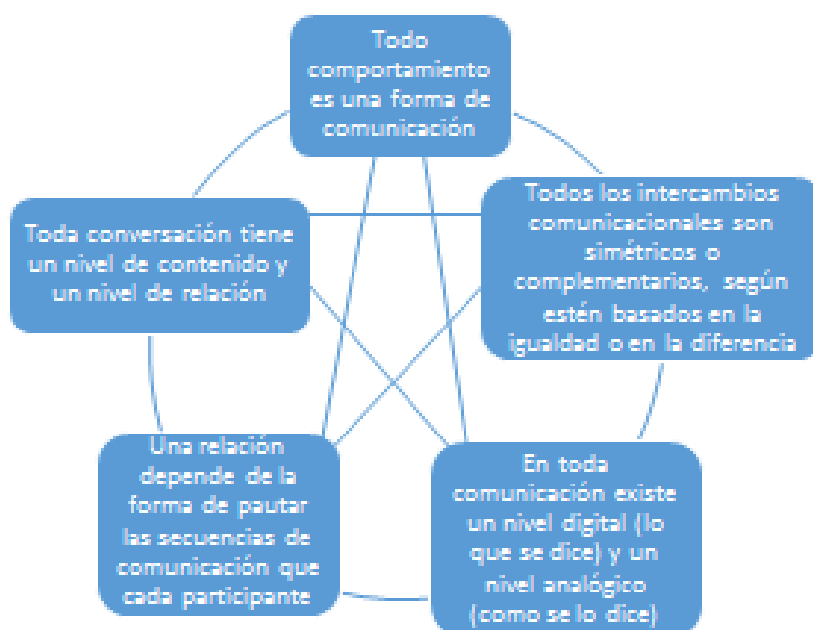 Todo
comportamiento
es una forma de
comunicación
Todos los intercambios
comunicacionales son
simétricos o
complementarios, según
estén basados en la
igualdad o en la diferencia
Toda conversación tiene
un nivel de contenido y
un nivel de relación
Una relación
depende de la
forma de pautar
las secuencias de
comunicación que
cada participante
En toda
comunicación existe
un nivel digital (lo
que se dice) y un
nivel analógico
(como se lo dice)